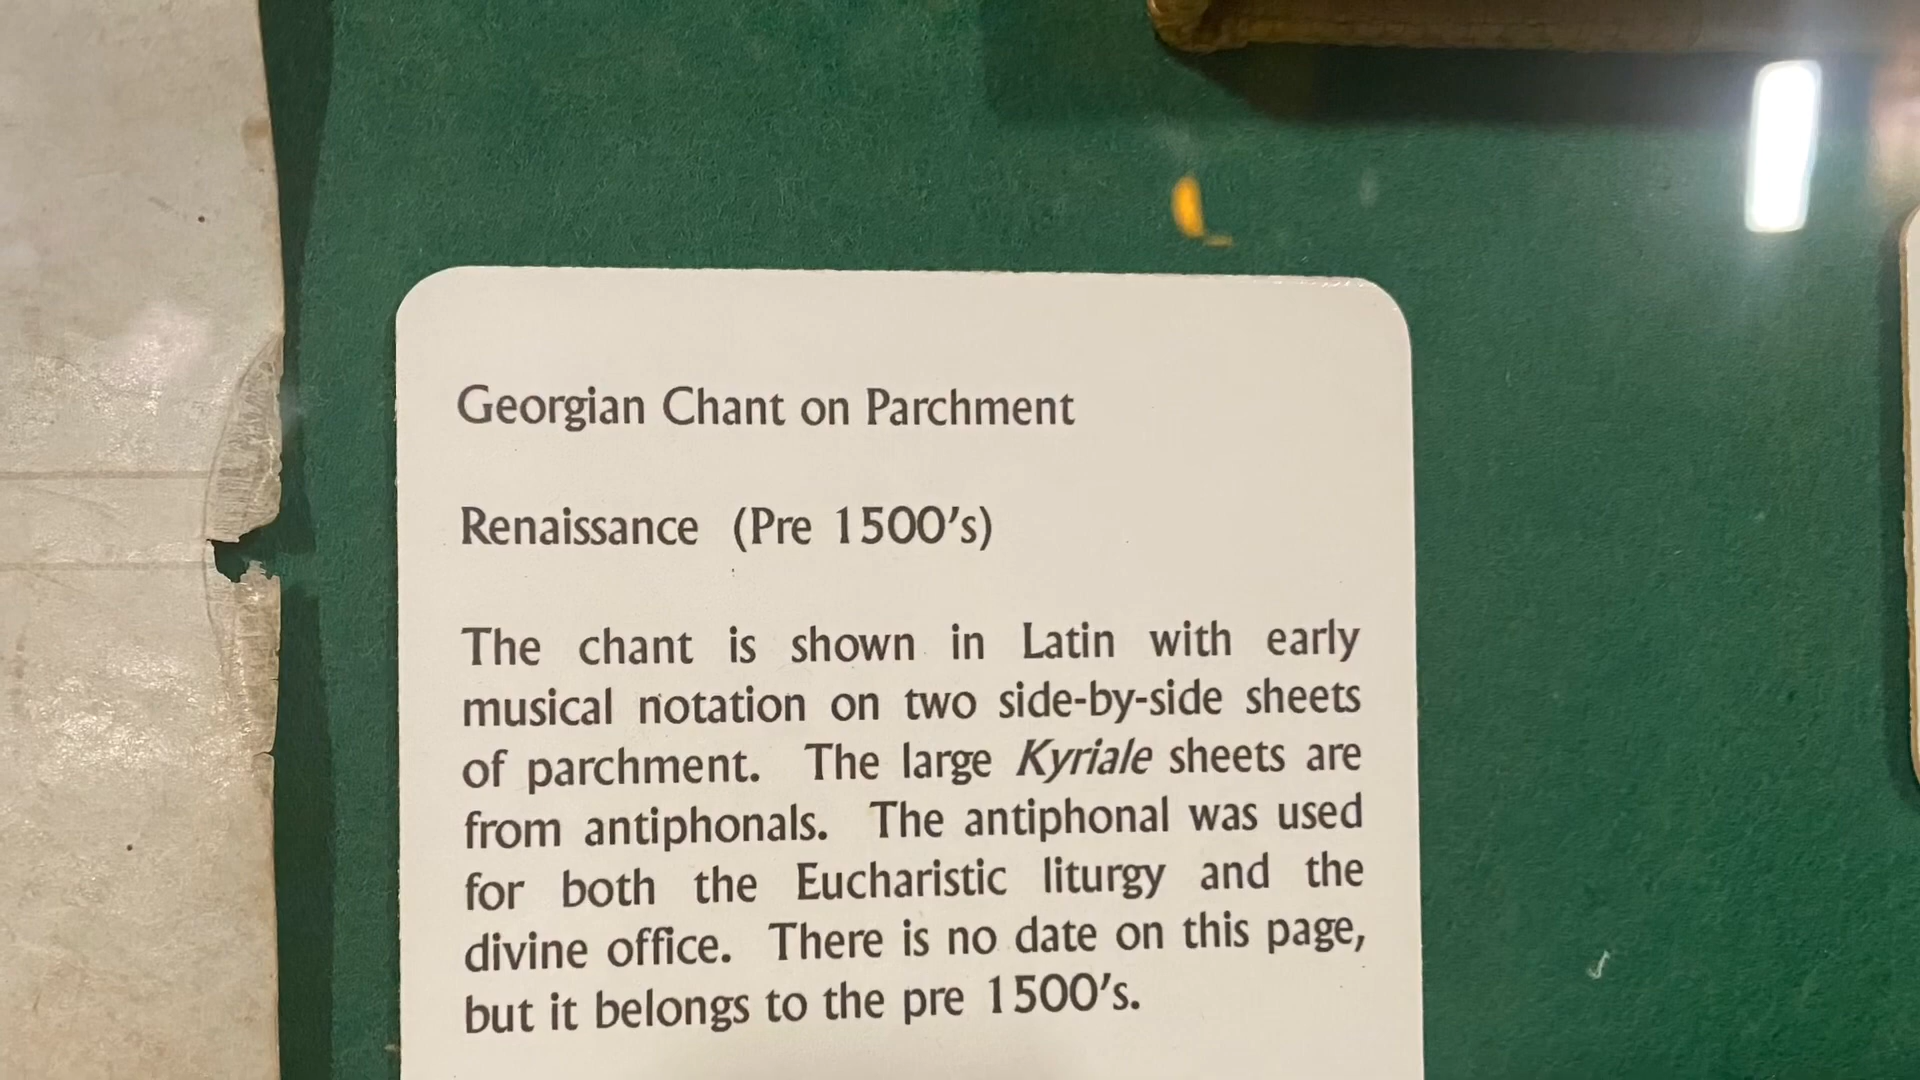 Georgian Chant on Parchment
Renaissance (Pre 1500's)
The chant is shown in Latin with early
musical notation on two side-by-side sheets
of parchment. The large Kyriale sheets are
from antiphonals. The antiphonal was used
for both the Eucharistic liturgy and the
divine office. There is no date on this page,
but it belongs to the pre 1500's.